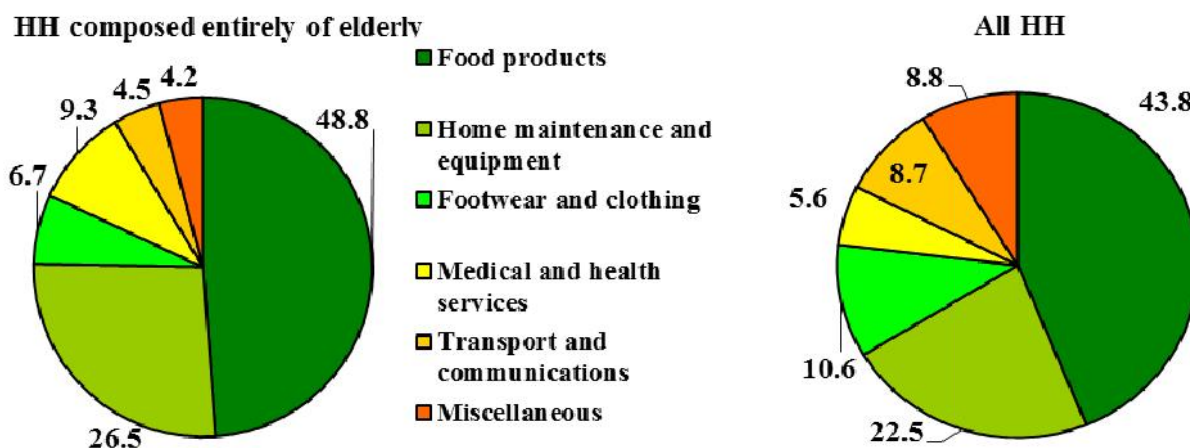 HH composed entirely of elderly
4.5
4.2
9.3
48.8
6.7
26.5
Food products
Home maintenance and
equipment
Footwear and clothing
Medical and health
services
Transport and
communications
Miscellaneous
All HH
8.8
43.8
8.7
5.6
10.6
22.5